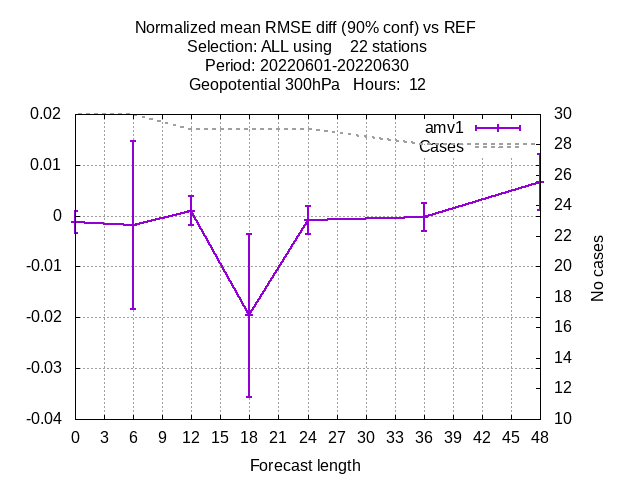 Normalized mean RMSE diff (90% conf) vs REF
Selection: ALL using    22 stations
Period: 20220601-20220630
Geopotential 300hPa   Hours:  12
0.02
0.01
0
-0.01
-0.02
-0.03
-0.04
amv1
Cases
30
28
26
24
22
20
18
16
14
12
10
No cases
0 3 6 9 12 15 18 21 24 27 30 33 36 39 42 45 48
Forecast length